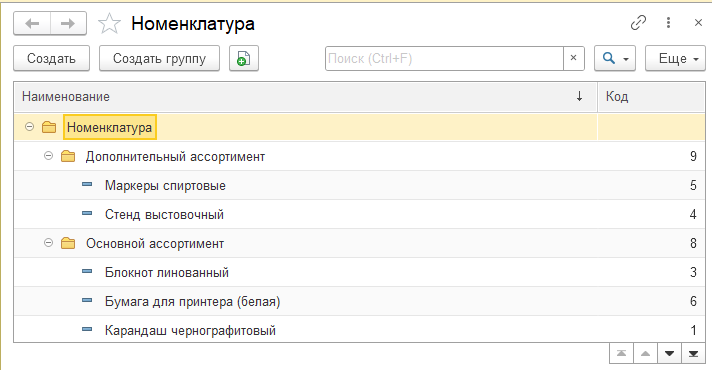 Номенклатура
Создать Создать группу Поиск (Ctrl+F) × Еще
Наименование ↓ Код
Номенклатура
Дополнительный ассортимент 9
Маркеры спиртовые 5
Стенд выстовочный 4
Основной ассортимент 8
Блокнот линованный 3
Бумага для принтера (белая) 6
Карандаш чернографитовый 1